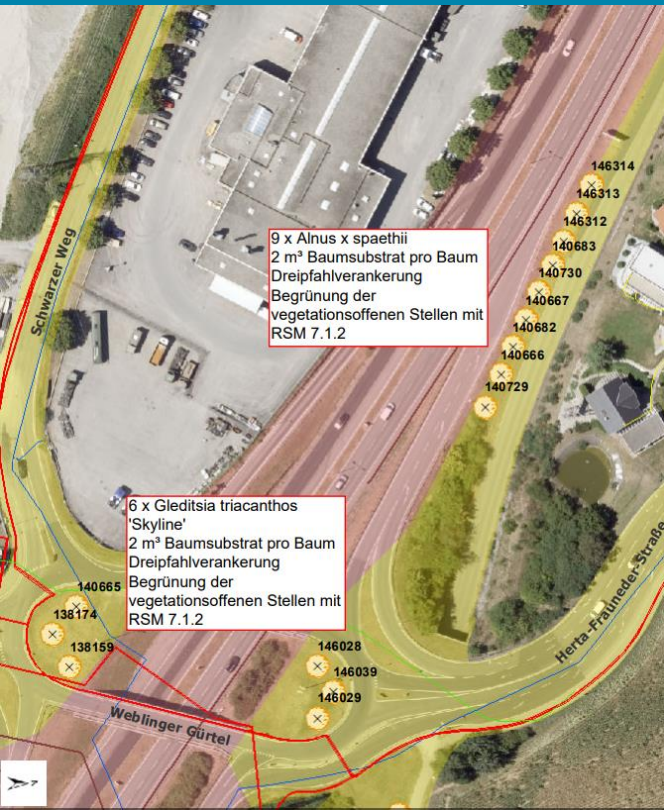 146314
146313
146312
140683
140730
140667
140682
140666
140729
Schwarzer Weg
9 x Alnus x spaethii
2 m³ Baumsubstrat pro Baum
Dreipfahlverankerung
Begrünung der
vegetationsoffenen Stellen mit
RSM 7.1.2
6 x Gleditsia triacanthos
'Skyline'
2 m³ Baumsubstrat pro Baum
Dreipfahlverankerung
Begrünung der
vegetationsoffenen Stellen mit
RSM 7.1.2
Herta-Frauneder-Straße
140665
138174
138159
146028
146039
146029
Weblinger Gürtel